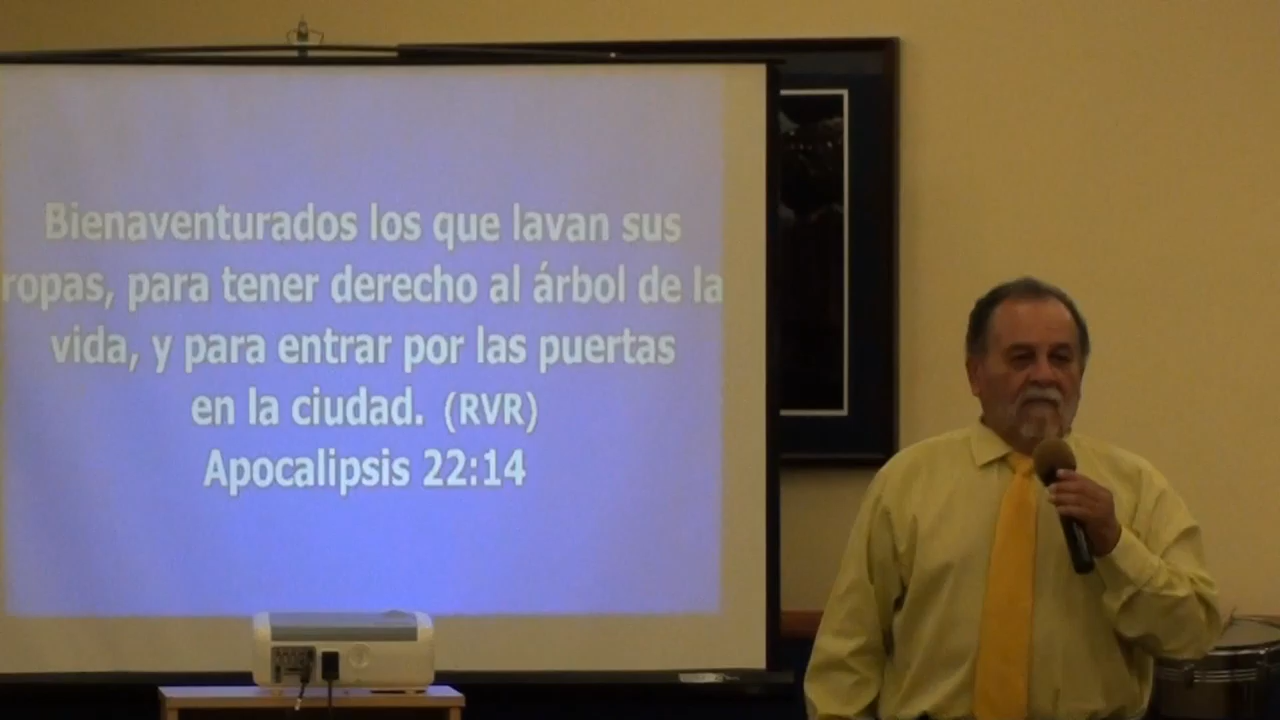 Bienaventurados los que lavan sus
ropas, para tener derecho al árbol de la
vida, y para entrar por las puertas
en la ciudad. (RVR)
Apocalipsis 22:14